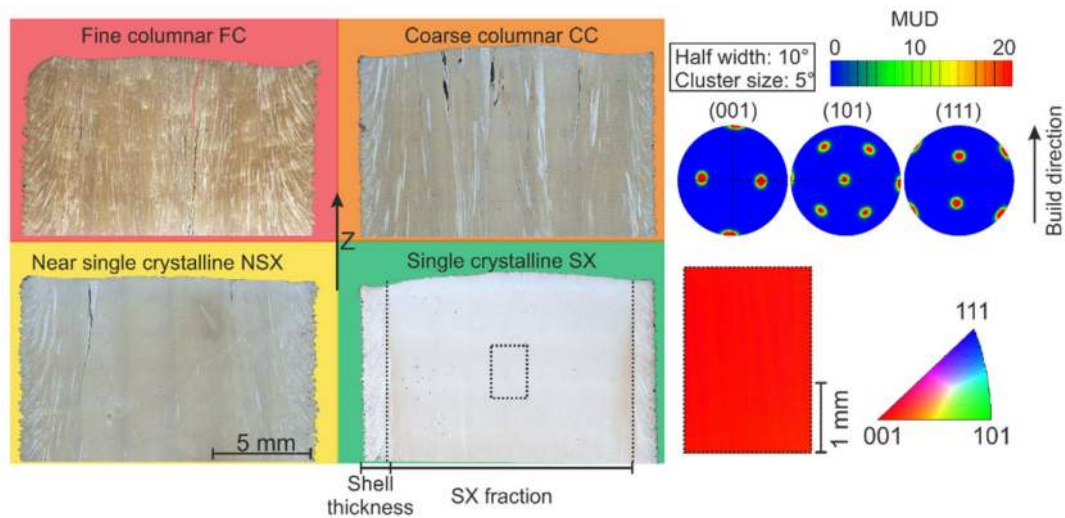 Fine columnar FC
Coarse columnar CC
Near single crystalline NSX
Single crystalline SX
Z
5 mm
Shell
thickness
SX fraction
MUD
0 10 20
Half width: 10°
Cluster size: 5°
(001) (101) (111)
Build direction
1 mm
111
001 101